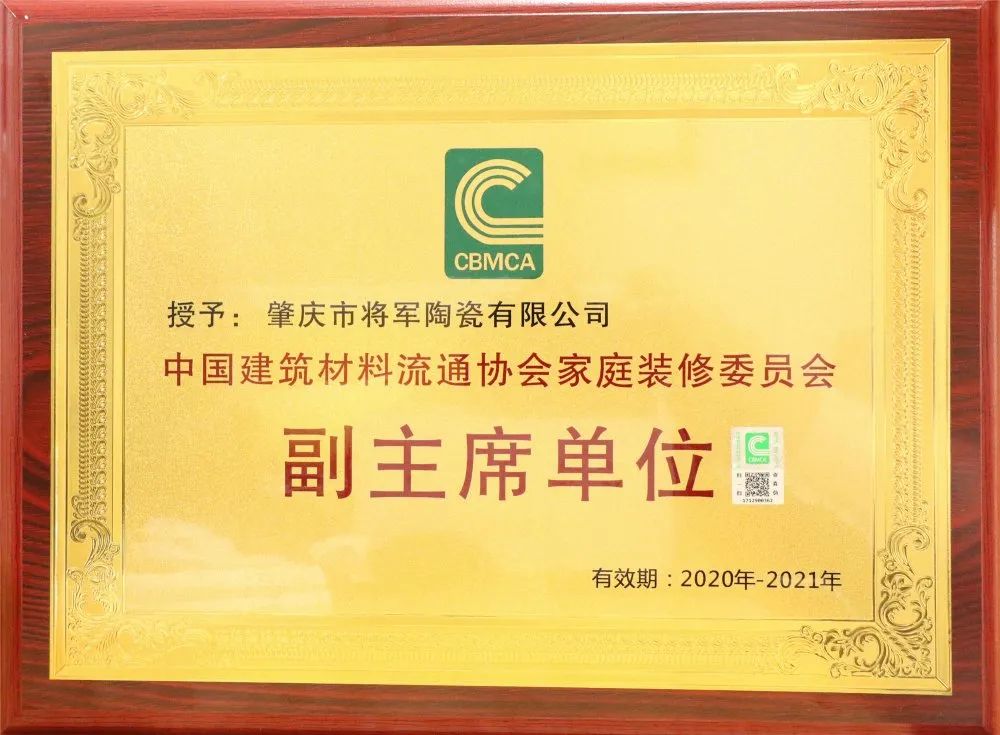 CBMCA
授予：肇庆市将军陶瓷有限公司
中国建筑材料流通协会家庭装修委员会
副主席单位
CBMCA
有效期：2020年-2021年